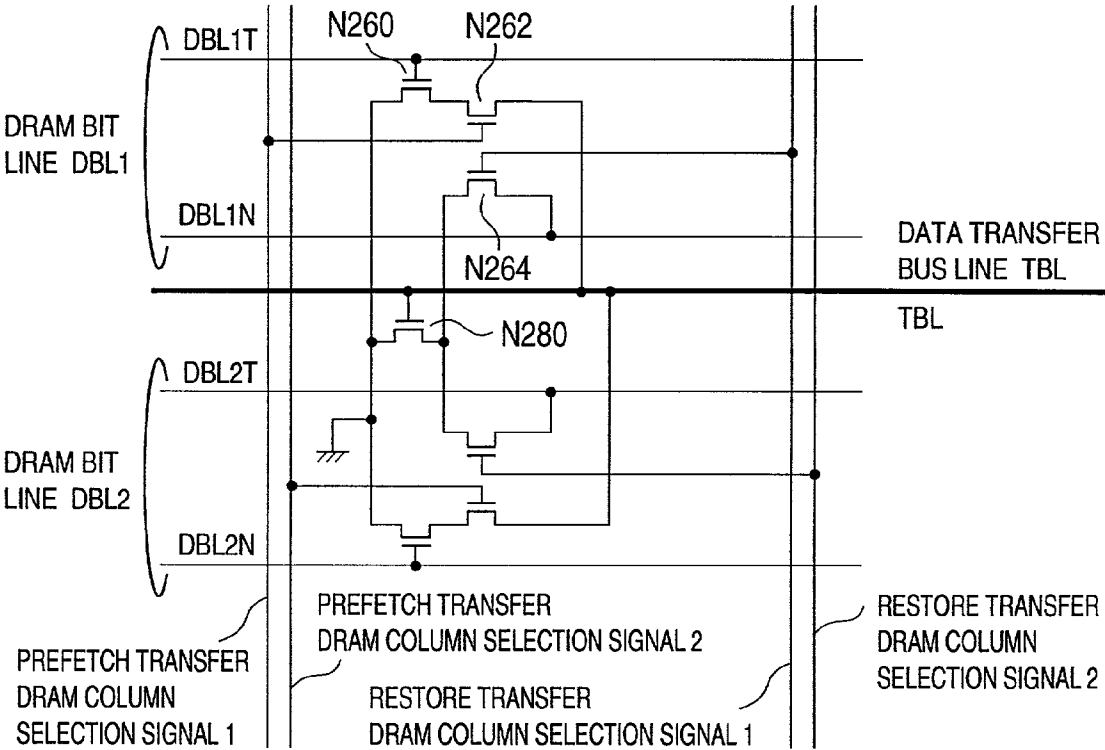 N260
N262
DBL1T
DRAM BIT
LINE DBL1
DBL1N
N264
DATA TRANSFER
BUS LINE TBL
TBL
N280
DBL2T
DRAM BIT
LINE DBL2
DBL2N
PREFETCH TRANSFER
DRAM COLUMN SELECTION SIGNAL 2
RESTORE TRANSFER
DRAM COLUMN
SELECTION SIGNAL 2
PREFETCH TRANSFER
DRAM COLUMN
SELECTION SIGNAL 1
RESTORE TRANSFER
DRAM COLUMN SELECTION SIGNAL 1